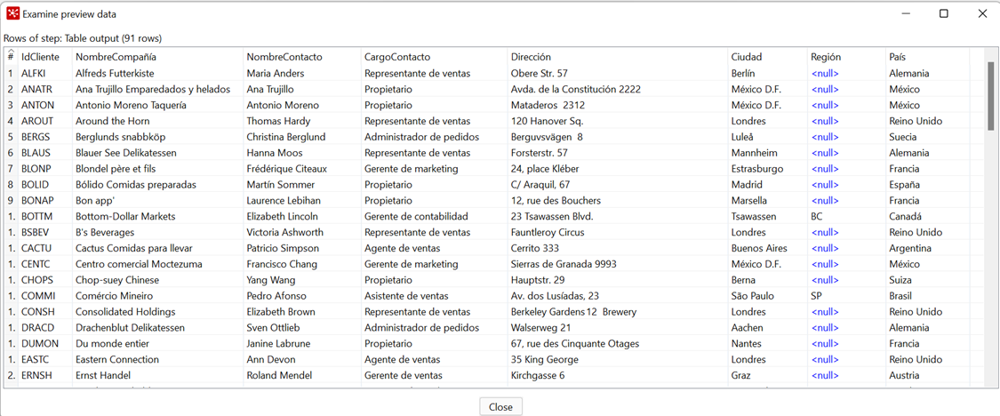 Examine preview data
Rows of step: Table output (91 rows)
# IdCliente NombreCompañía NombreContacto CargoContacto Dirección Ciudad Región País
1 ALFKI Alfreds Futterkiste Maria Anders Representante de ventas Obere Str. 57 Berlín <null> Alemania
2 ANATR Ana Trujillo Emparedados y helados Ana Trujillo Propietario Avda. de la Constitución 2222 México D.F. <null> México
3 ANTON Antonio Moreno Taquería Antonio Moreno Propietario Mataderos  2312 México D.F. <null> México
4 AROUT Around the Horn Thomas Hardy Representante de ventas 120 Hanover Sq. Londres <null> Reino Unido
5 BERGS Berglunds snabbköp Christina Berglund Administrador de pedidos Berguvsvägen  8 Luleå <null> Suecia
6 BLAUS Blauer See Delikatessen Hanna Moos Representante de ventas Forsterstr. 57 Mannheim <null> Alemania
7 BLONP Blondel père et fils Frédérique Citeaux Gerente de marketing 24, place Kléber Estrasburgo <null> Francia
8 BOLID Bólido Comidas preparadas Martín Sommer Propietario C/ Araquil, 67 Madrid <null> España
9 BONAP Bon app' Laurence Lebihan Propietario 12, rue des Bouchers Marsella <null> Francia
1. BOTTM Bottom-Dollar Markets Elizabeth Lincoln Gerente de contabilidad 23 Tsawassen Blvd. Tsawassen BC Canadá
1. BSBEV B's Beverages Victoria Ashworth Representante de ventas Fauntleroy Circus Londres <null> Reino Unido
1. CACTU Cactus Comidas para llevar Patricio Simpson Agente de ventas Cerrito 333 Buenos Aires <null> Argentina
1. CENTC Centro comercial Moctezuma Francisco Chang Gerente de marketing Sierras de Granada 9993 México D.F. <null> México
1. CHOPS Chop-suey Chinese Yang Wang Propietario Hauptstr. 29 Berna <null> Suiza
1. COMMI Comércio Mineiro Pedro Afonso Asistente de ventas Av. dos Lusíadas, 23 São Paulo SP Brasil
1. CONSH Consolidated Holdings Elizabeth Brown Representante de ventas Berkeley Gardens 12  Brewery Londres <null> Reino Unido
1. DRACD Drachenblut Delikatessen Sven Ottlieb Administrador de pedidos Walserweg 21 Aachen <null> Alemania
1. DUMON Du monde entier Janine Labrune Propietario 67, rue des Cinquante Otages Nantes <null> Francia
1. EASTC Eastern Connection Ann Devon Agente de ventas 35 King George Londres <null> Reino Unido
2. ERNSH Ernst Handel Roland Mendel Gerente de ventas Kirchgasse 6 Graz <null> Austria
Close